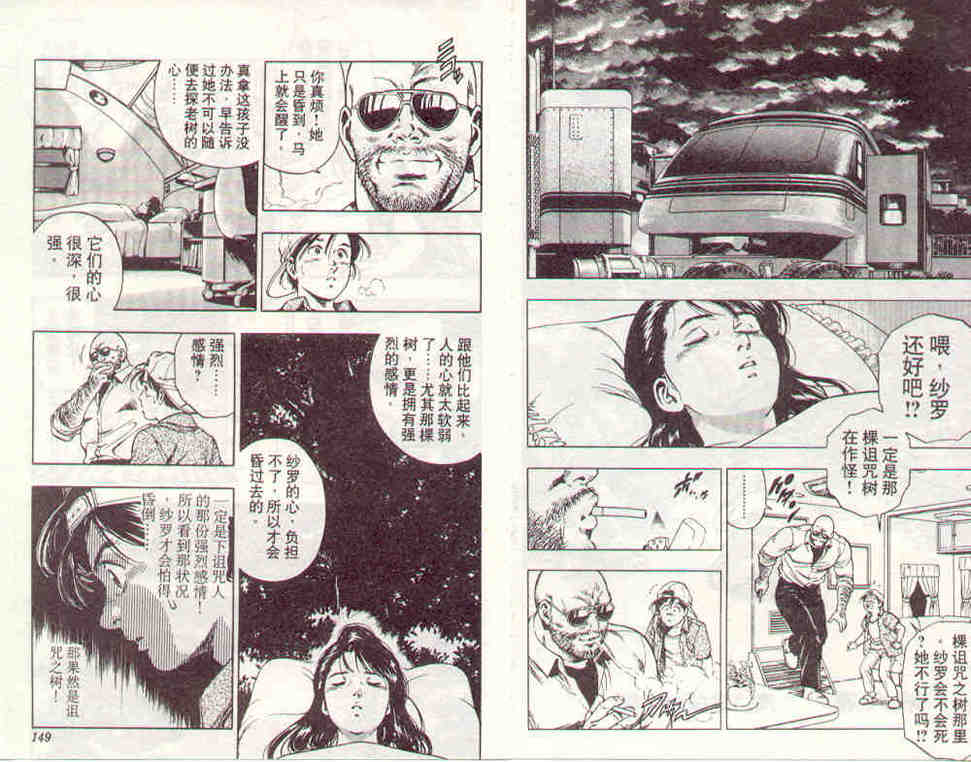 喂，纱罗
还好吧!?
一定是那
棵诅咒树
在作怪！
棵诅咒之树那里
，纱罗会不会死
？她不行了吗!?
…………
你真烦！她
只是昏到，马
上就会醒了。
真拿这孩子没
办法，早告诉
过她不可以随
便去探老树的
心……
它们的心
很深，很
强。
跟他们比起来，
人的心就太软弱
了……尤其那棵
树，更是拥有强
烈的感情。
强烈……
感情？
纱罗的心，负担
不了，所以才会
昏过去的。
一定是下诅咒人
的那份强烈感情！
所以看到那状况
，纱罗才会怕得
昏倒……
那果然是诅
咒之树！
149